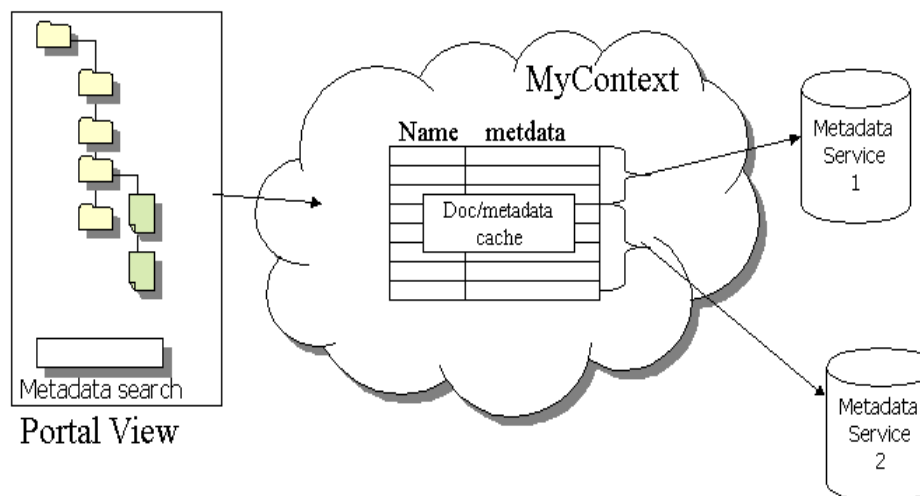 MyContext
Name metdata
Doc/metadata
cache
Metadata search
Portal View
Metadata
Service
1
Metadata
Service
2